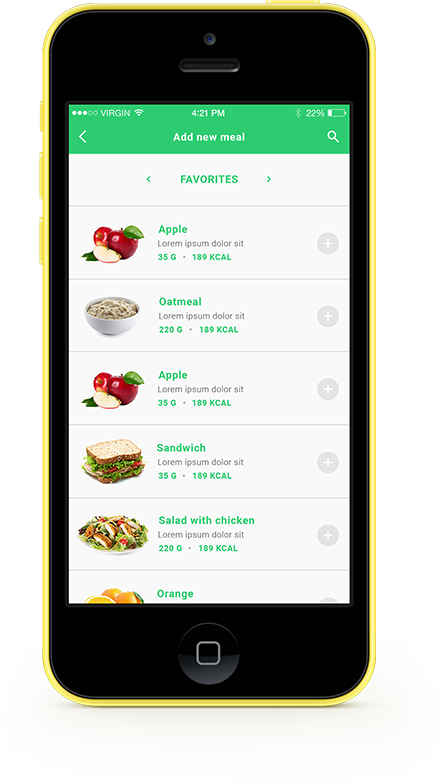 VIRGIN 4:21 PM 22%
Add new meal
FAVORITES
Apple
Lorem ipsum dolor sit
35 G • 189 KCAL
Oatmeal
Lorem ipsum dolor sit
220 G • 189 KCAL
Apple
Lorem ipsum dolor sit
35 G • 189 KCAL
Sandwich
Lorem ipsum dolor sit
35 G • 189 KCAL
Salad with chicken
Lorem ipsum dolor sit
220 G • 189 KCAL
Orange